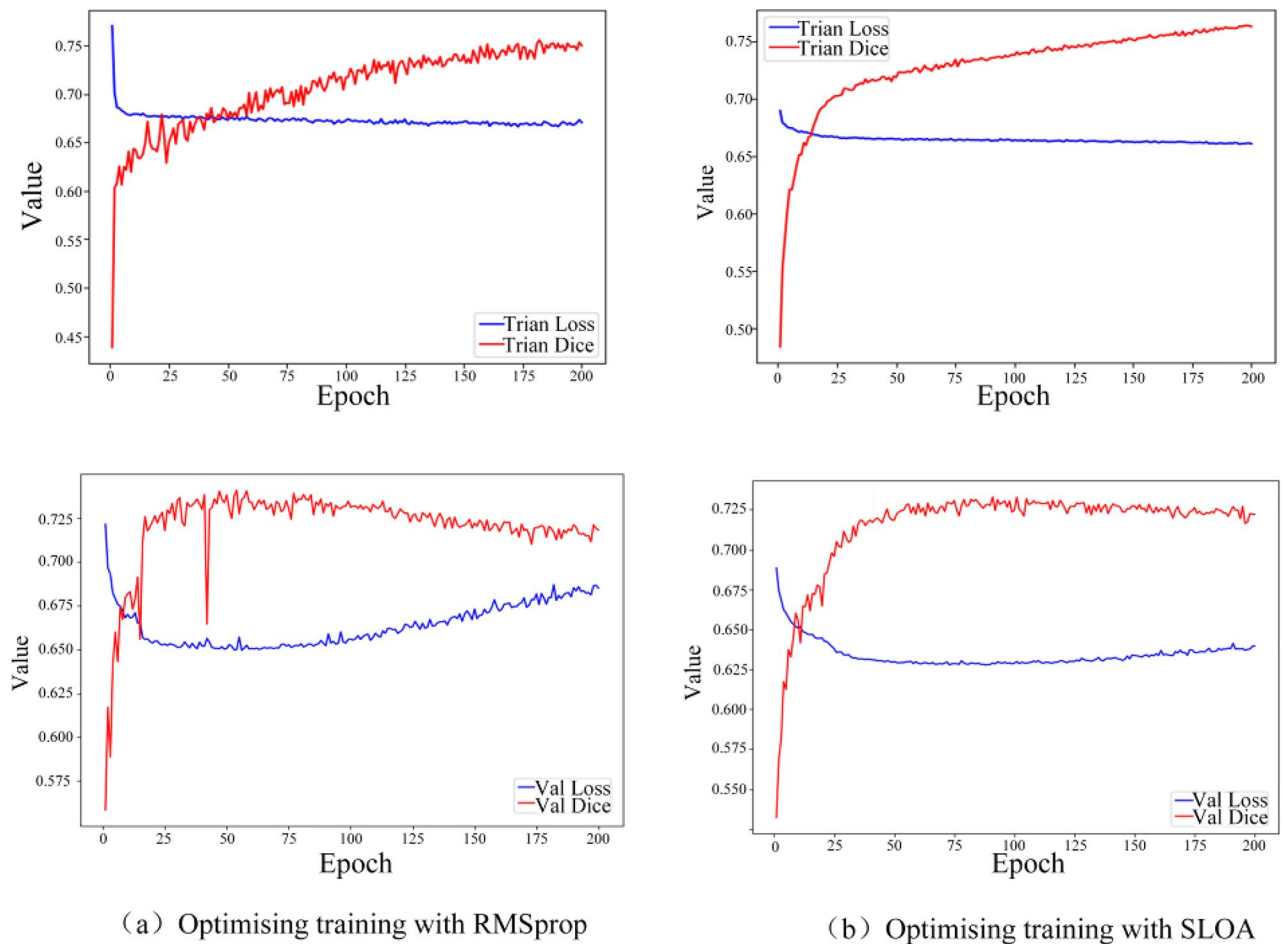 0.75
0.70
0.65
0.60
0.55
0.50
0.45
Value
Trian Loss
Trian Dice
0 25 50 75 100 125 150 175 200
Epoch
Trian Loss
Trian Dice
0.75
0.70
0.65
0.60
0.55
0.50
Value
0 25 50 75 100 125 150 175 200
Epoch
0.725
0.700
0.675
0.650
0.625
0.600
0.575
Value
Val Loss
Val Dice
0 25 50 75 100 125 150 175 200
Epoch
0.725
0.700
0.675
0.650
0.625
0.600
0.575
0.550
Value
Val Loss
Val Dice
0 25 50 75 100 125 150 175 200
Epoch
（a）Optimising training with RMSprop
（b）Optimising training with SLOA